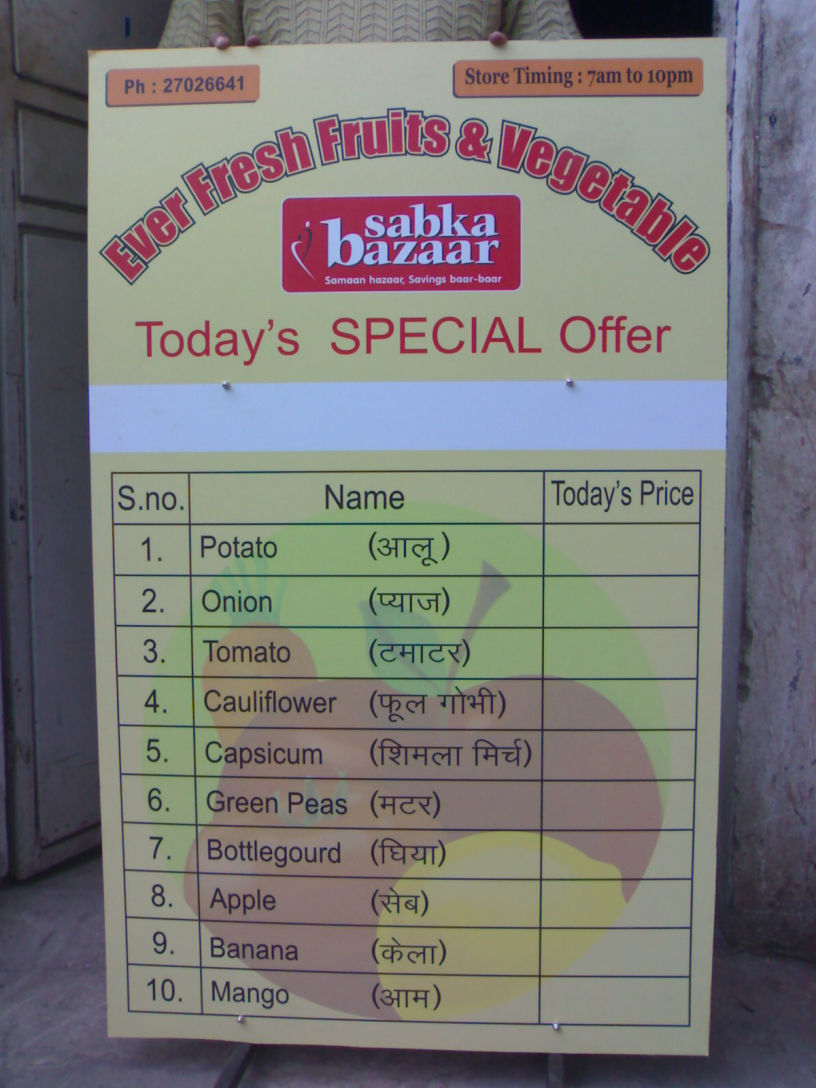 Ph : 27026641
Store Timing : 7am to 10pm
Ever Fresh Fruits & Vegetable
sabka
bazaar
Samaan hazaar, Savings baar-baar
Today's SPECIAL Offer
S.no. Name Today's Price
1. Potato (आलू )
2. Onion (प्याज)
3. Tomato (टमाटर)
4. Cauliflower (फूल गोभी)
5. Capsicum (शिमला मिर्च)
6. Green Peas (मटर)
7. Bottlegourd (घिया)
8. Apple (सेब)
9. Banana (केला)
10. Mango (आम)